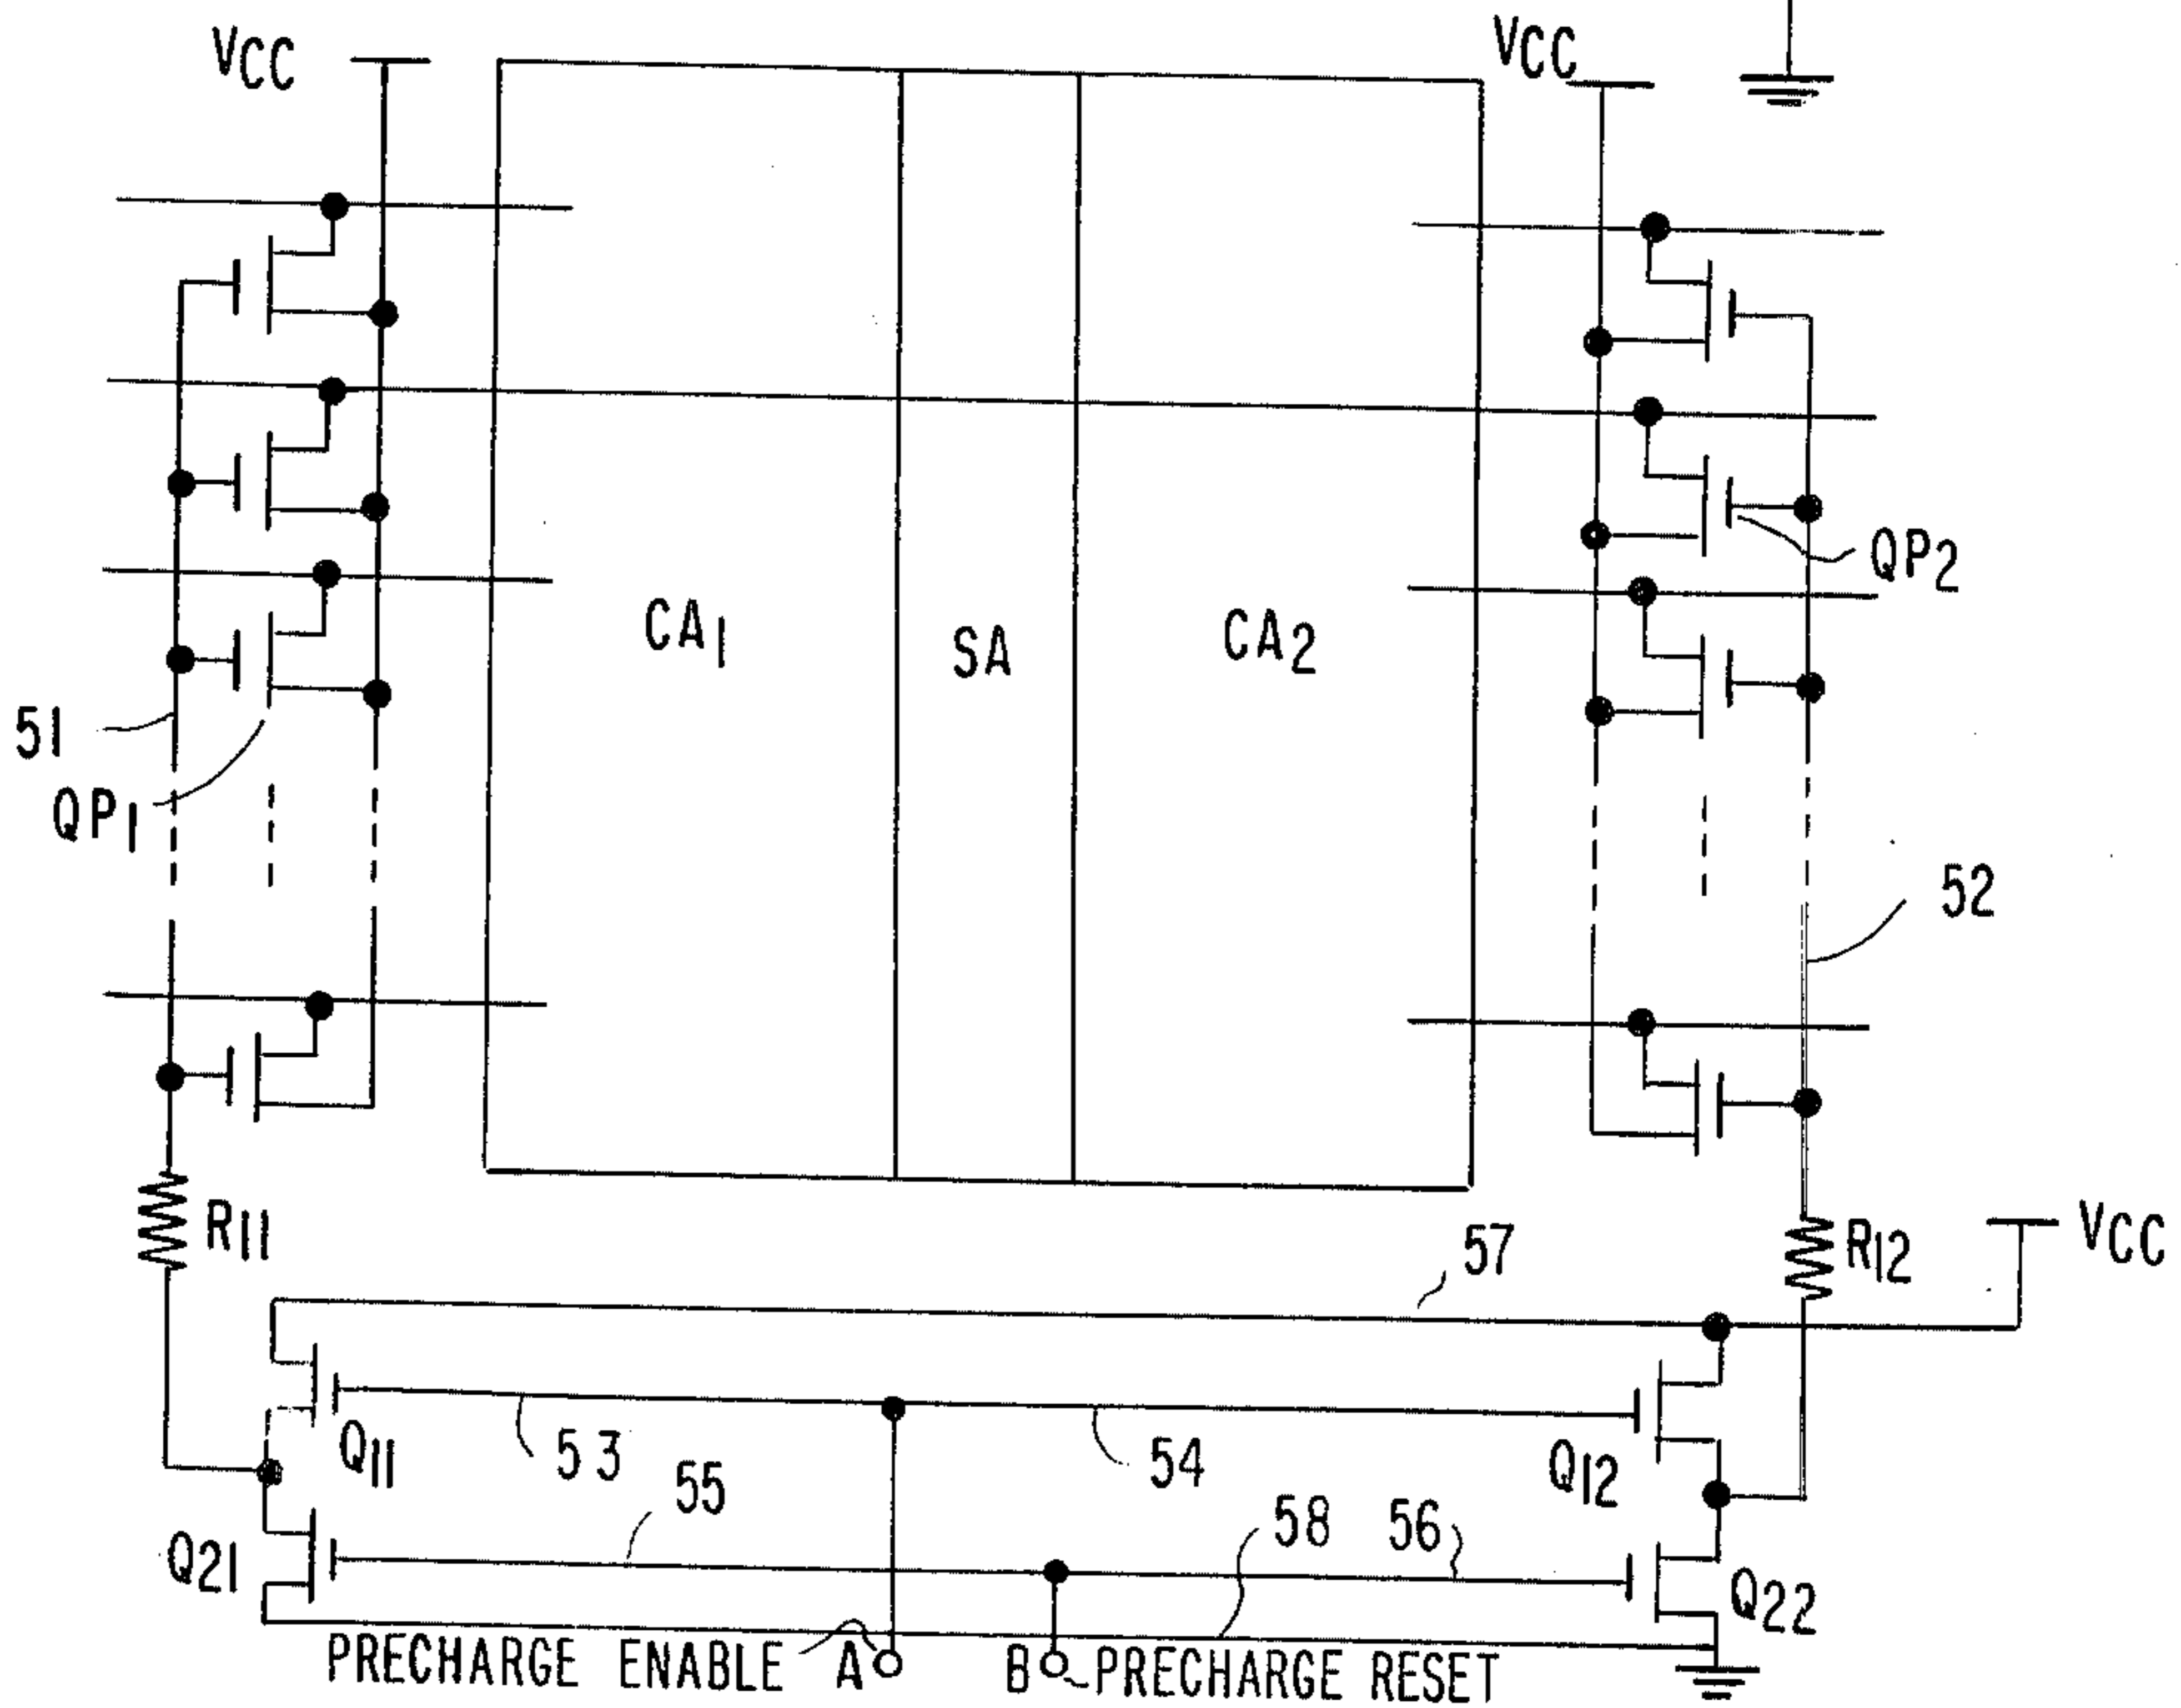 VCC
VCC
QP2
CA1
SA
CA2
51
QP1
52
R11
R12
VCC
57
Q11
53
54
Q12
55
58
56
Q21
Q22
PRECHARGE ENABLE A
B PRECHARGE RESET